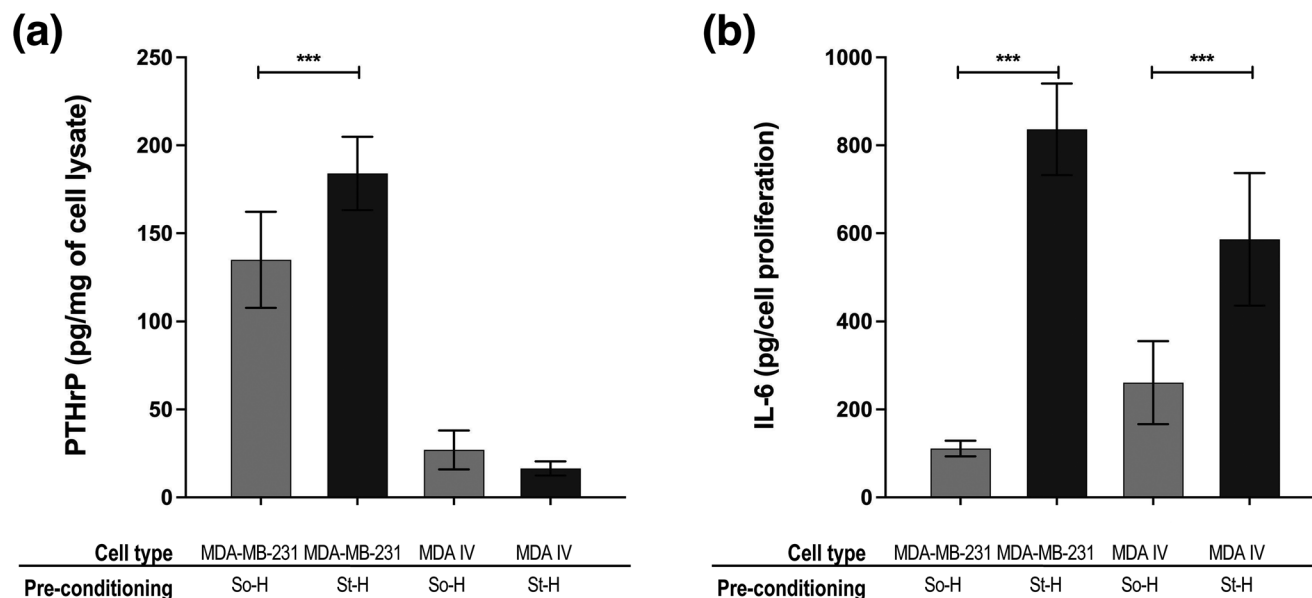 (a)
PTHrP (pg/mg of cell lysate)
250
200
150
100
50
0
***
Cell type MDA-MB-231 MDA-MB-231 MDA IV MDA IV
Pre-conditioning So-H St-H So-H St-H
(b)
IL-6 (pg/cell proliferation)
1000
800
600
400
200
0
*** ***
Cell type MDA-MB-231 MDA-MB-231 MDA IV MDA IV
Pre-conditioning So-H St-H So-H St-H